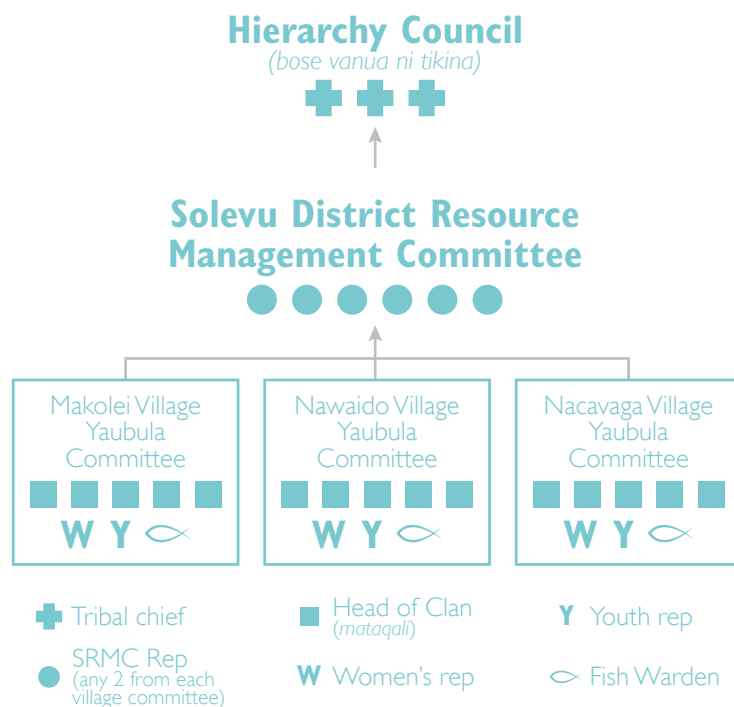 Hierarchy Council
(bose vanua ni tikina)
Solevu District Resource
Management Committee
Makolei Village
Yaubula
Committee
W Y
Nawaido Village
Yaubula
Committee
W Y
Nacavaga Village
Yaubula
Committee
W Y
Tribal chief
SRMC Rep
(any 2 from each
village committee)
Head of Clan
(mataqali)
W Women's rep
Y Youth rep
Fish Warden